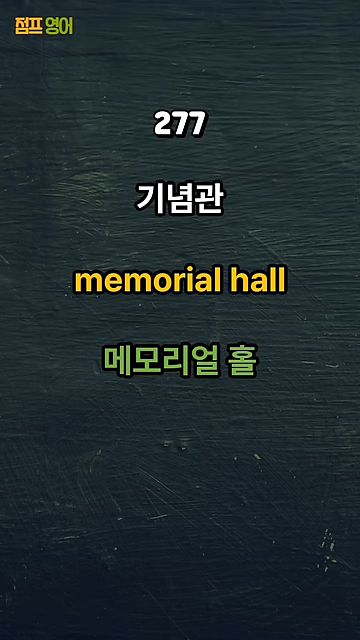 점프 영어
277
기념관
memorial hall
메모리얼 홀